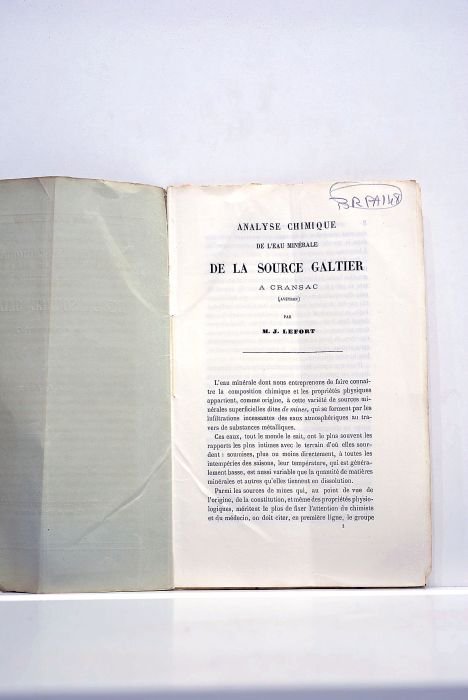 BRPA148
ANALYSE CHIMIQUE
DE L'EAU MINÉRALE
DE LA SOURCE GALTIER
A CRANSAC
(AVEYRON)
PAR
M. J. LEFORT
L'eau minérale dont nous entreprenons de faire connaî-
tre la composition chimique et les propriétés physiques
appartient, comme origine, à cette variété de sources mi-
nérales superficielles dites de mines, qui se forment par les
infiltrations incessantes des eaux atmosphériques au tra-
vers de substances métalliques.
Ces eaux, tout le monde le sait, ont le plus souvent les
rapports les plus intimes avec le terrain d'où elles sour-
dent : soumises, plus ou moins directement, à toutes les
intempéries des saisons, leur température, qui est généra-
lement basse, est aussi variable que la quantité de matières
minérales et autres qu'elles tiennent en dissolution.
Parmi les sources de mines qui, au point de vue de
l'origine, de la constitution, et même des propriétés physio-
logiques, méritent le plus de fixer l'attention du chimiste
et du médecin, on doit citer, en première ligne, le groupe
1